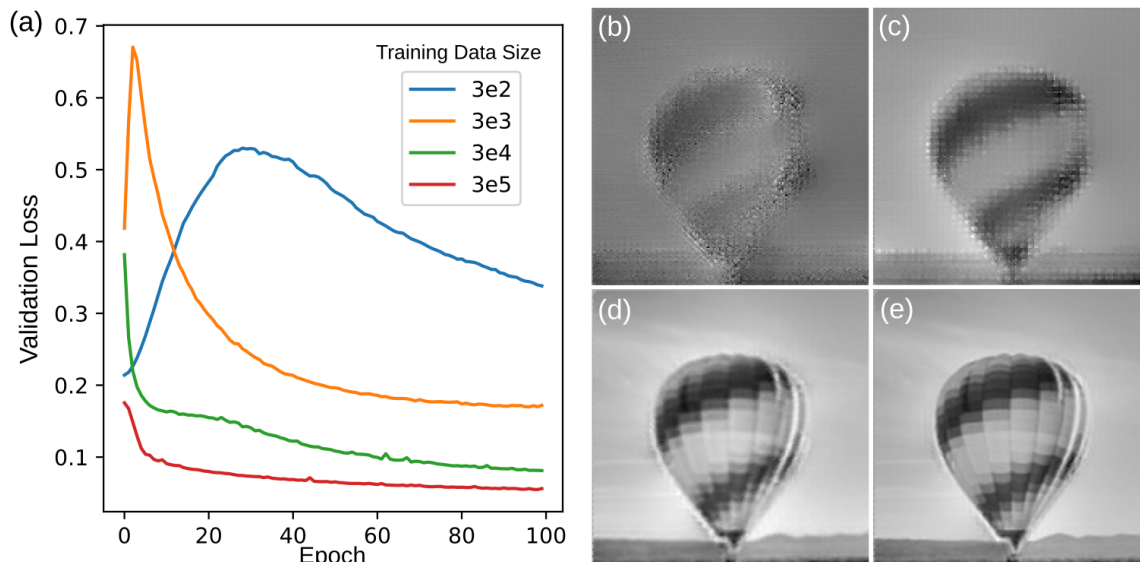 (a)
0.7
0.6
0.5
0.4
0.3
0.2
0.1
Validation Loss
Training Data Size
3e2
3e3
3e4
3e5
0 20 40 60 80 100
Epoch
(b)
(c)
(d)
(e)